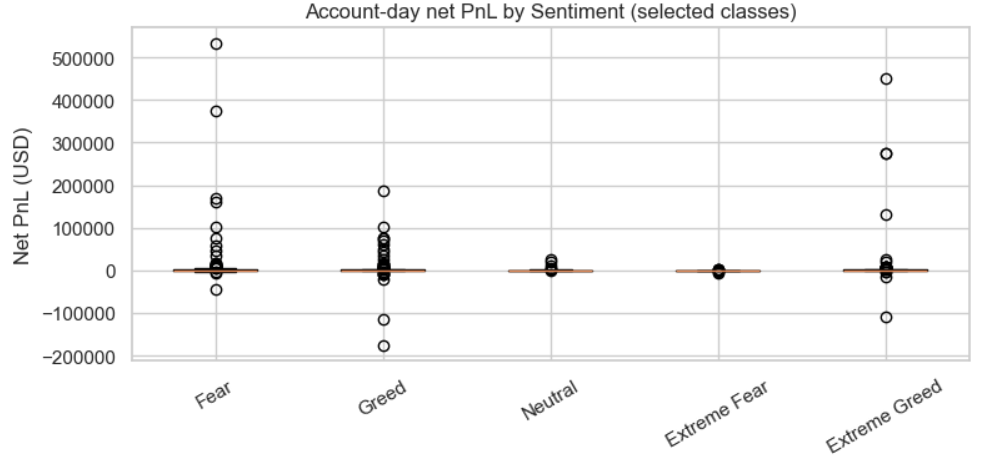 Account-day net PnL by Sentiment (selected classes)
Net PnL (USD)
500000
400000
300000
200000
100000
0
−100000
−200000
Fear
Greed
Neutral
Extreme Fear
Extreme Greed